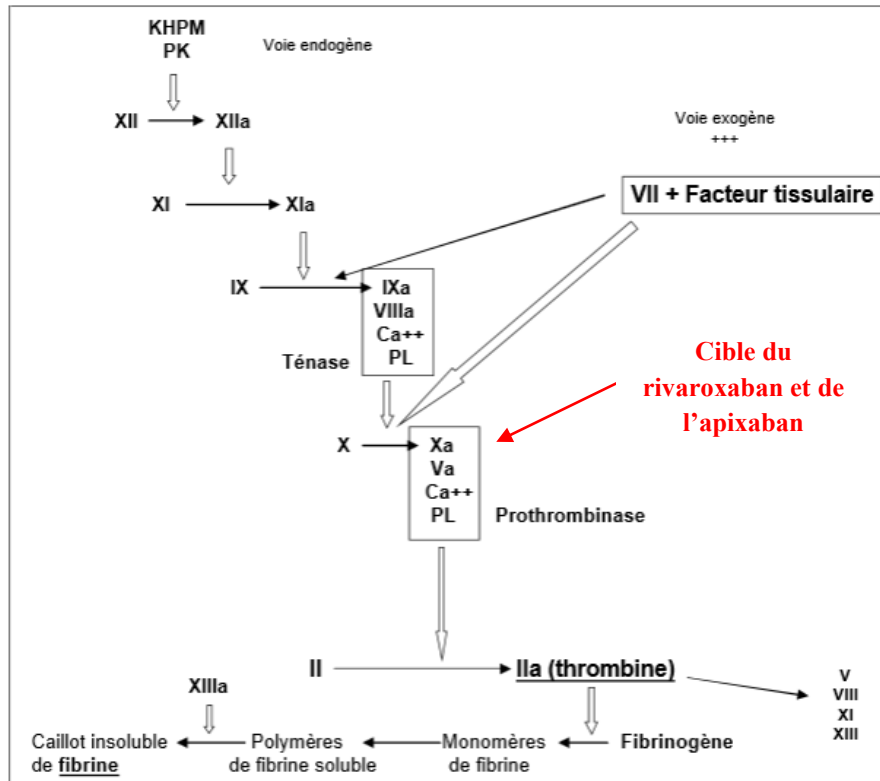 KHPM
PK
Voie endogène
XII
XIIa
Voie exogène
+++
VII + Facteur tissulaire
XI
XIa
IX
IXa
VIIIa
Ca++
PL
Ténase
Cible du
rivaroxaban et de
l’apixaban
X
Xa
Va
Ca++
PL
Prothrombinase
II
IIa (thrombine)
V
VIII
XI
XIII
XIIIa
Caillot insoluble
de fibrine
Polymères
de fibrine soluble
Monomères
de fibrine
Fibrinogène